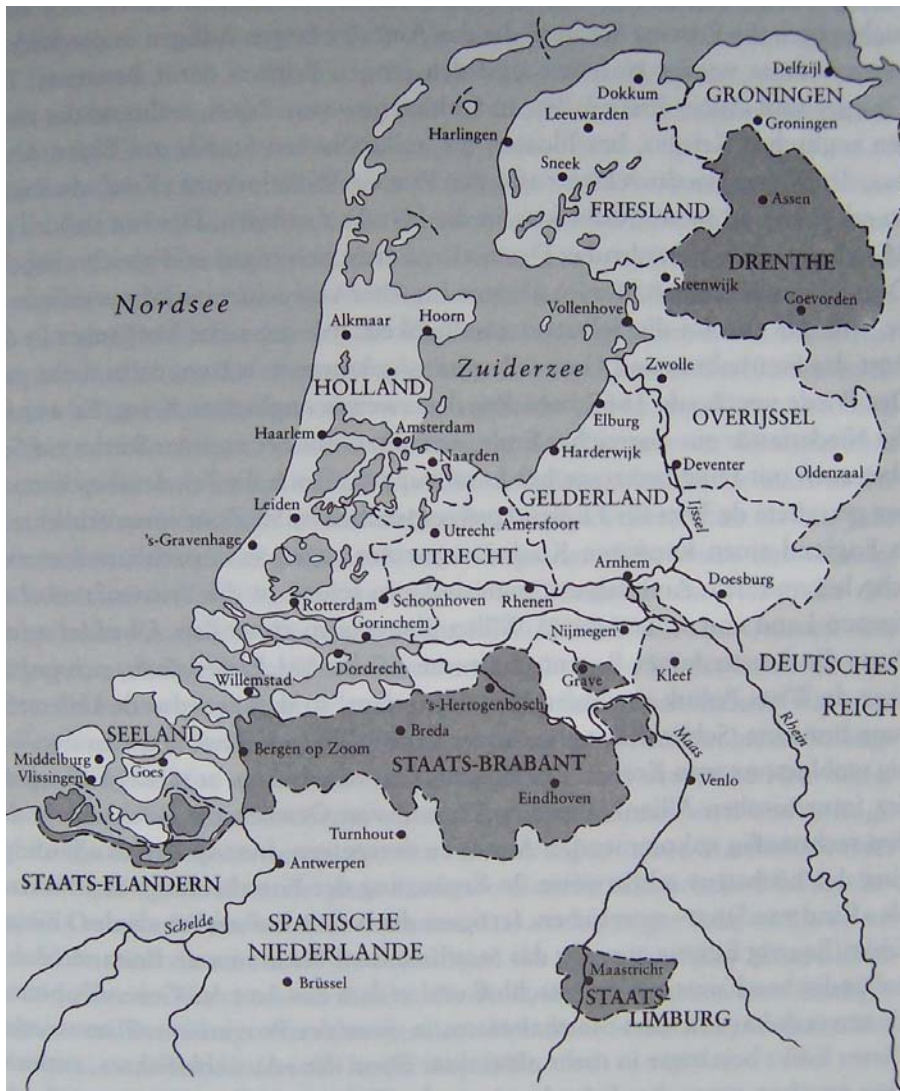 Delfzijl
Dokkum
GRONINGEN
Leeuwarden
Groningen
Harlingen
Sneek
Assen
FRIESLAND
DRENTHE
Steenwijk
Nordsee
Vollenhove
Coevorden
Hoorn
Alkmaar
Zuiderzee
Zwolle
HOLLAND
Elburg
OVERIJSSEL
Haarlem
Amsterdam
Harderwijk
Naarden
Deventer
Oldenzaal
GELDERLAND
Leiden
IJssel
Amersfoort
Utrecht
's-Gravenhage
UTRECHT
Arnhem
Doesburg
Rotterdam
Schoonhoven
Rhenen
Gorinchem
Nijmegen
Dordrecht
Kleef
DEUTSCHES
REICH
Willemstad
Grave
's-Hertogenbosch
Rhein
SEELAND
Breda
Maas
Middelburg
Bergen op Zoom
Vlissingen
Goes
STAATS-BRABANT
Venlo
Eindhoven
Turnhout
Antwerpen
STAATS-FLANDERN
Schelde
SPANISCHE
NIEDERLANDE
Maastricht
Brüssel
STAATS-
LIMBURG